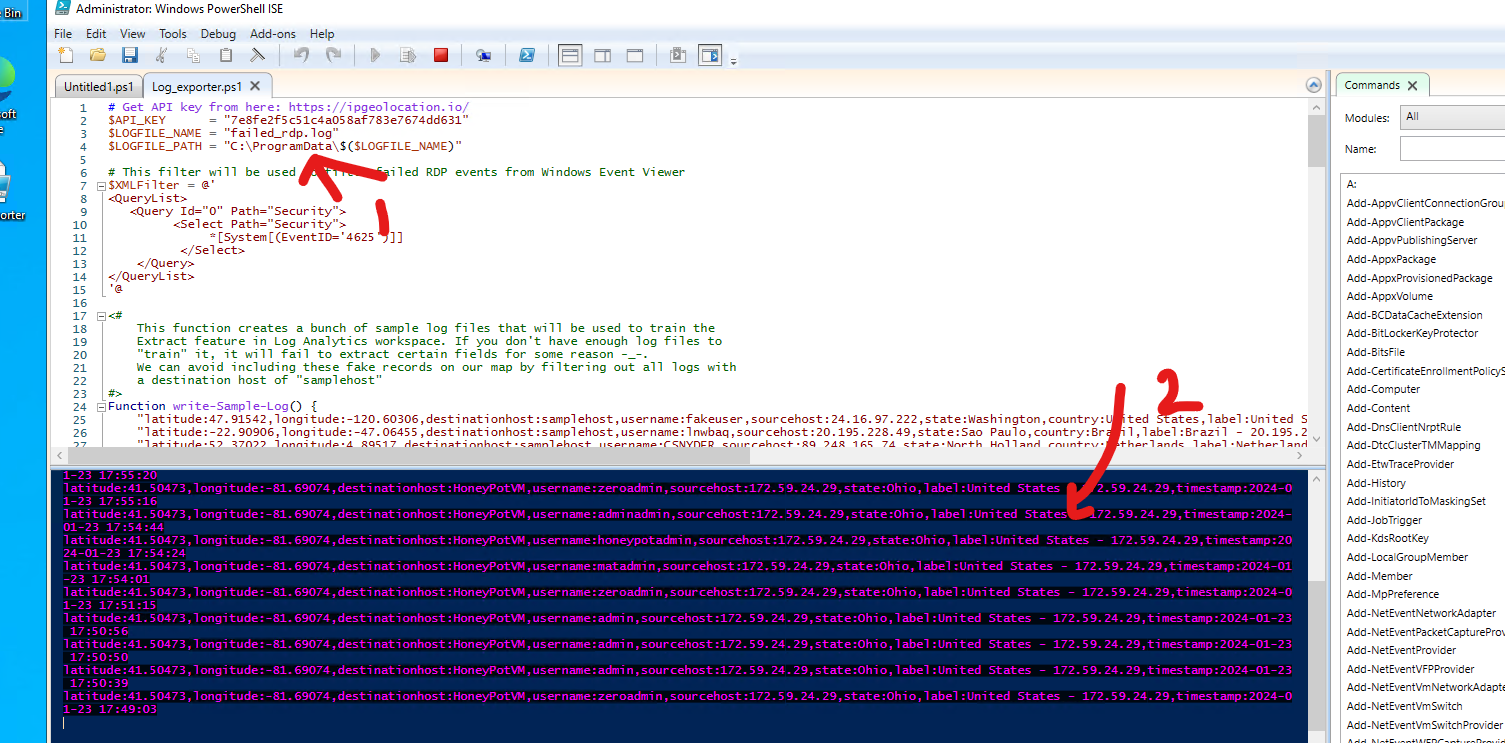 Bin
Administrator: Windows PowerShell ISE
File Edit View Tools Debug Add-ons Help
Untitled1.ps1 Log_exporter.ps1
1 # Get API key from here: https://ipgeolocation.io/
2 $API_KEY = "7e8fe2f5c51c4a058af783e7674dd631"
3 $LOGFILE_NAME = "failed_rdp.log"
4 $LOGFILE_PATH = "C:\ProgramData\$($LOGFILE_NAME)"
5
6 # This filter will be used failed RDP events from Windows Event Viewer
7 $XMLFilter = @'
8 <QueryList>
9 <Query Id="0" Path="Security">
10 <Select Path="Security">
11 *[System[(EventID='4625')]]
12 </Select>
13 </Query>
14 </QueryList>
15 '@
16
17 <#
18 This function creates a bunch of sample log files that will be used to train the
19 Extract feature in Log Analytics workspace. If you don't have enough log files to
20 "train" it, it will fail to extract certain fields for some reason -_-.
21 We can avoid including these fake records on our map by filtering out all logs with
22 a destination host of "samplehost"
23 #>
24 Function write-Sample-Log() {
25 "latitude:47.91542,longitude:-120.60306,destinationhost:samplehost,username:fakeuser,sourcehost:24.16.97.222,state:Washington,country:United States,label:United S
26 "latitude:-22.90906,longitude:-47.06455,destinationhost:samplehost,username:lnwbaq,sourcehost:20.195.228.49,state:Sao Paulo,country:Brazil,label:Brazil - 20.195.2
27 "latitude:52.37022,longitude:4.89517,destinationhost:samplehost,username:CSNYDER,sourcehost:89.248.165.74,state:North Holland,country:Netherlands,label:Netherland
1
2
1-23 17:55:20
latitude:41.50473,longitude:-81.69074,destinationhost:HoneyPotVM,username:zeroadmin,sourcehost:172.59.24.29,state:Ohio,label:United States - 172.59.24.29,timestamp:2024-0
1-23 17:55:16
latitude:41.50473,longitude:-81.69074,destinationhost:HoneyPotVM,username:adminadmin,sourcehost:172.59.24.29,state:Ohio,label:United States - 172.59.24.29,timestamp:2024-
01-23 17:54:44
latitude:41.50473,longitude:-81.69074,destinationhost:HoneyPotVM,username:honeypotadmin,sourcehost:172.59.24.29,state:Ohio,label:United States - 172.59.24.29,timestamp:20
24-01-23 17:54:24
latitude:41.50473,longitude:-81.69074,destinationhost:HoneyPotVM,username:matadmin,sourcehost:172.59.24.29,state:Ohio,label:United States - 172.59.24.29,timestamp:2024-01
-23 17:54:01
latitude:41.50473,longitude:-81.69074,destinationhost:HoneyPotVM,username:zeroadmin,sourcehost:172.59.24.29,state:Ohio,label:United States - 172.59.24.29,timestamp:2024-0
1-23 17:51:15
latitude:41.50473,longitude:-81.69074,destinationhost:HoneyPotVM,username:admin,sourcehost:172.59.24.29,state:Ohio,label:United States - 172.59.24.29,timestamp:2024-01-23
17:50:56
latitude:41.50473,longitude:-81.69074,destinationhost:HoneyPotVM,username:admin,sourcehost:172.59.24.29,state:Ohio,label:United States - 172.59.24.29,timestamp:2024-01-23
17:50:50
latitude:41.50473,longitude:-81.69074,destinationhost:HoneyPotVM,username:admin,sourcehost:172.59.24.29,state:Ohio,label:United States - 172.59.24.29,timestamp:2024-01-23
17:50:39
latitude:41.50473,longitude:-81.69074,destinationhost:HoneyPotVM,username:zeroadmin,sourcehost:172.59.24.29,state:Ohio,label:United States - 172.59.24.29,timestamp:2024-0
1-23 17:49:03
Commands
Modules: All
Name:
A:
Add-AppvClientConnectionGroup
Add-AppvClientPackage
Add-AppvPublishingServer
Add-AppxPackage
Add-AppxProvisionedPackage
Add-AppxVolume
Add-BCDataCacheExtension
Add-BitLockerKeyProtector
Add-BitsFile
Add-CertificateEnrollmentPolicyS
Add-Computer
Add-Content
Add-DnsClientNrptRule
Add-DtcClusterTMMapping
Add-EtwTraceProvider
Add-History
Add-InitiatorIdToMaskingSet
Add-JobTrigger
Add-KdsRootKey
Add-LocalGroupMember
Add-Member
Add-MpPreference
Add-NetEventNetworkAdapter
Add-NetEventPacketCaptureProv
Add-NetEventProvider
Add-NetEventVFPProvider
Add-NetEventVmNetworkAdapte
Add-NetEventVmSwitch
Add-NetEventVmSwitchProvider
Add-NetEventWFPCaptureProvid
soft
e
orter